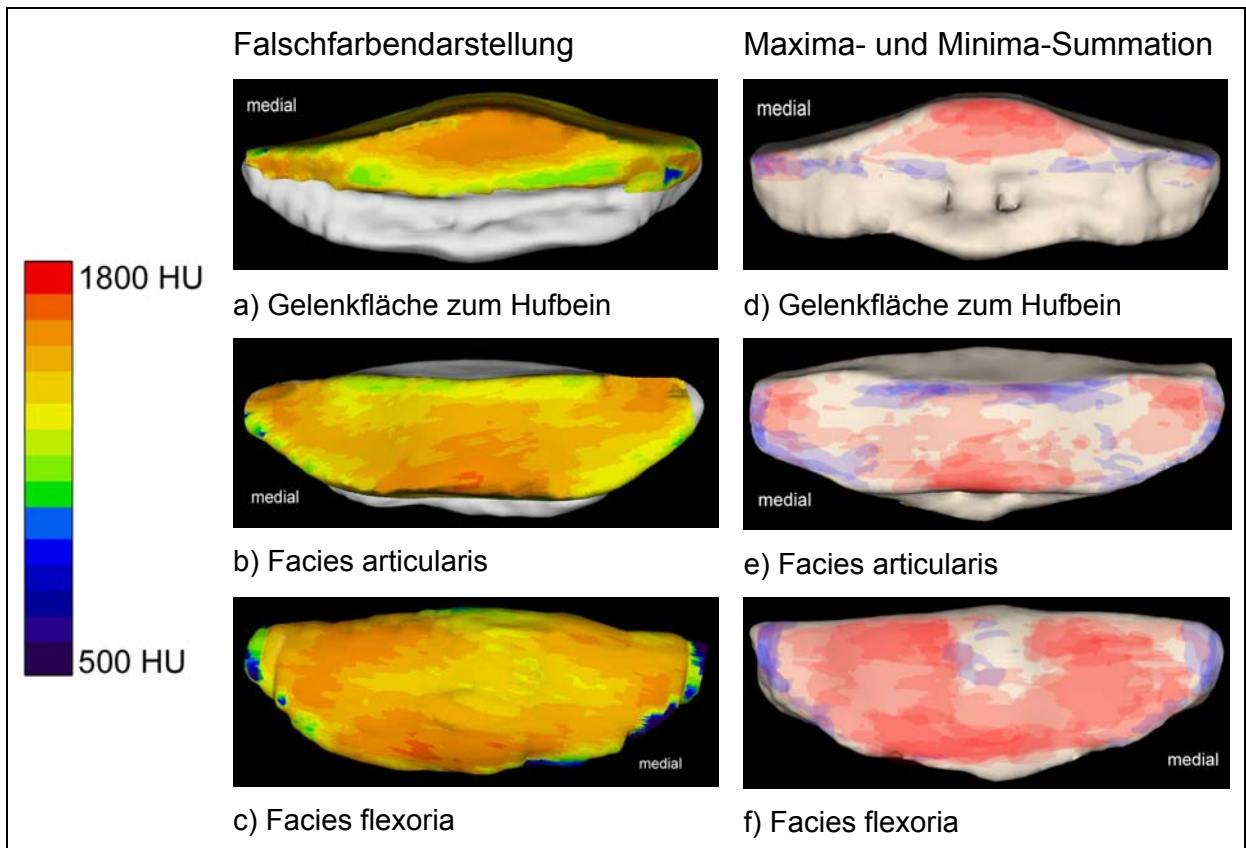 Falschfarbendarstellung
Maxima- und Minima-Summation
medial
medial
a) Gelenkfläche zum Hufbein
d) Gelenkfläche zum Hufbein
1800 HU
500 HU
medial
medial
b) Facies articularis
e) Facies articularis
medial
medial
c) Facies flexoria
f) Facies flexoria